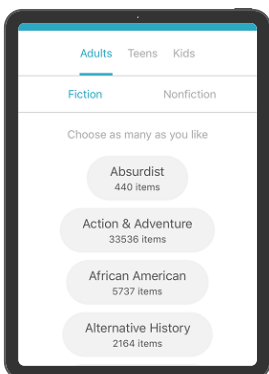 Adults Teens Kids
Fiction Nonfiction
Choose as many as you like
Absurdist
440 items
Action & Adventure
33536 items
African American
5737 items
Alternative History
2164 items